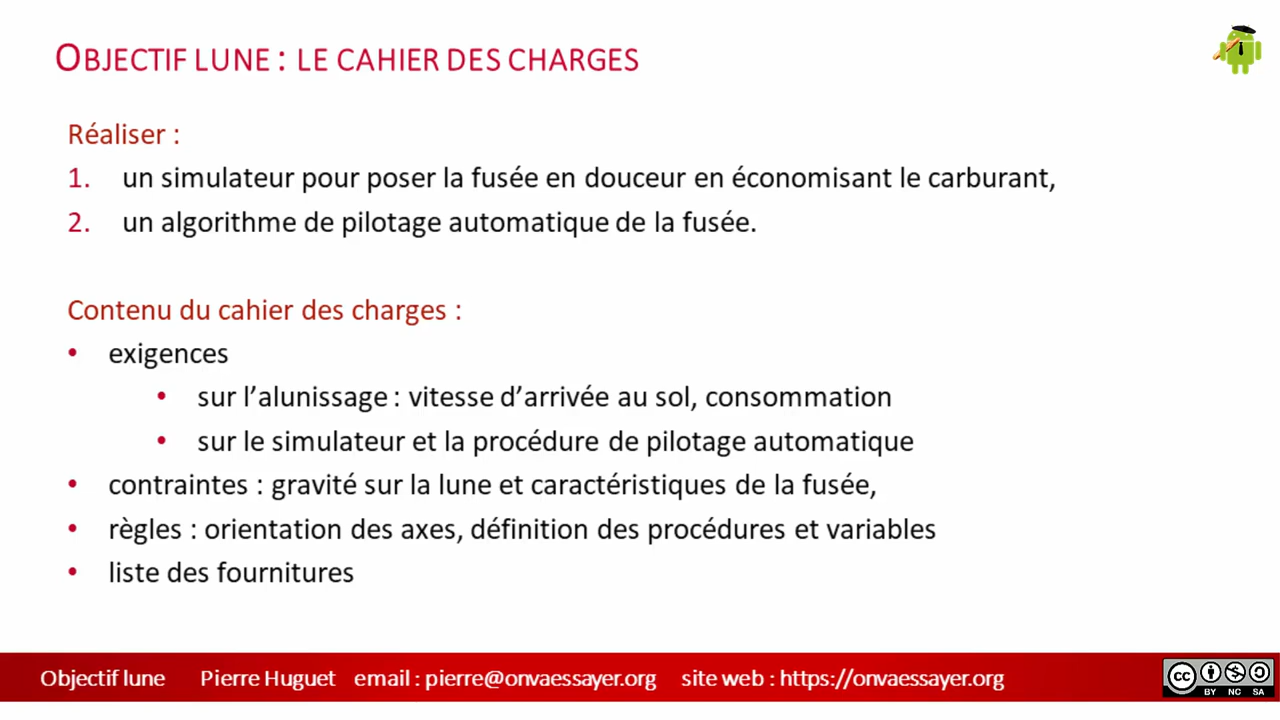 OBJECTIF LUNE : LE CAHIER DES CHARGES
Réaliser :
1. un simulateur pour poser la fusée en douceur en économisant le carburant,
2. un algorithme de pilotage automatique de la fusée.
Contenu du cahier des charges :
• exigences
• sur l’alunissage : vitesse d’arrivée au sol, consommation
• sur le simulateur et la procédure de pilotage automatique
• contraintes : gravité sur la lune et caractéristiques de la fusée,
• règles : orientation des axes, définition des procédures et variables
• liste des fournitures
Objectif lune Pierre Huguet email : pierre@onvaessayer.org site web : https://onvaessayer.org
cc BY NC SA